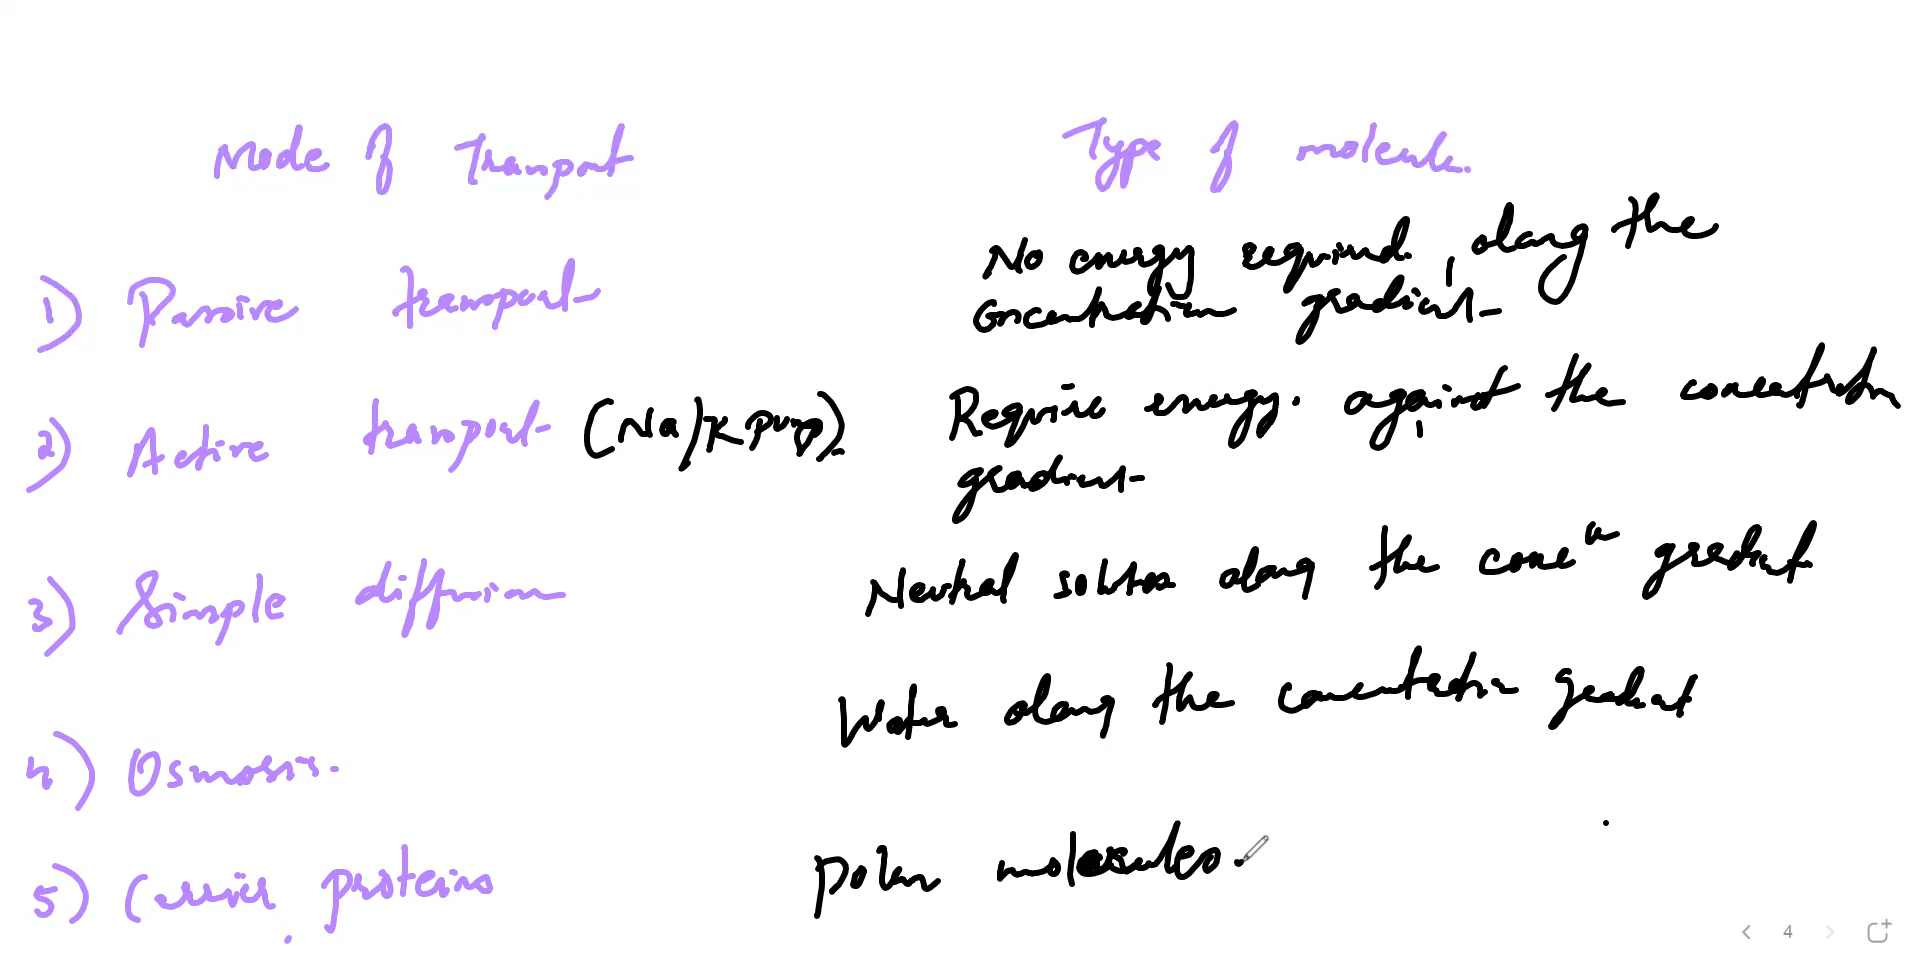 Mode of Transport Type of molecule.
1) Passive transport No energy required, along the
concentration gradient
2) Active transport (Na/K Pump) Require energy. against the concentration
gradient
3) Simple diffusion Neutral solutes along the concⁿ gradient
Water along the concentration gradient
4) Osmosis.
5) Carrier proteins Polar molecules.
4